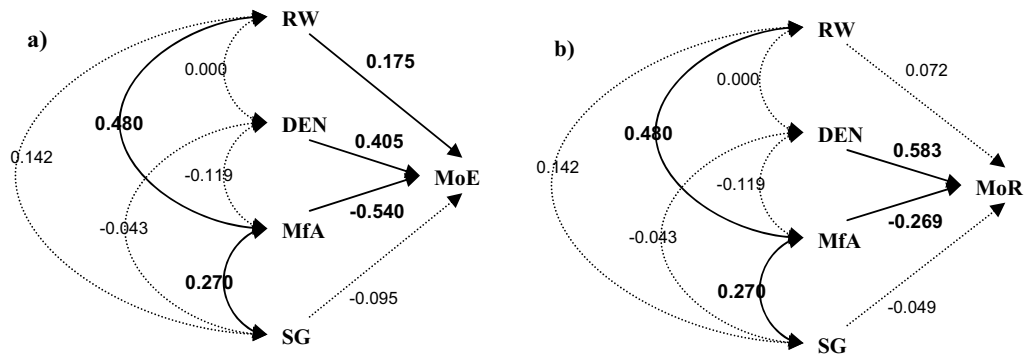 a)
RW
0.175
0.000
0.480
DEN
0.405
0.142
-0.119
MoE
-0.540
-0.043
MfA
0.270
-0.095
SG
b)
RW
0.072
0.000
0.480
DEN
0.583
0.142
-0.119
MoR
-0.269
-0.043
MfA
0.270
-0.049
SG